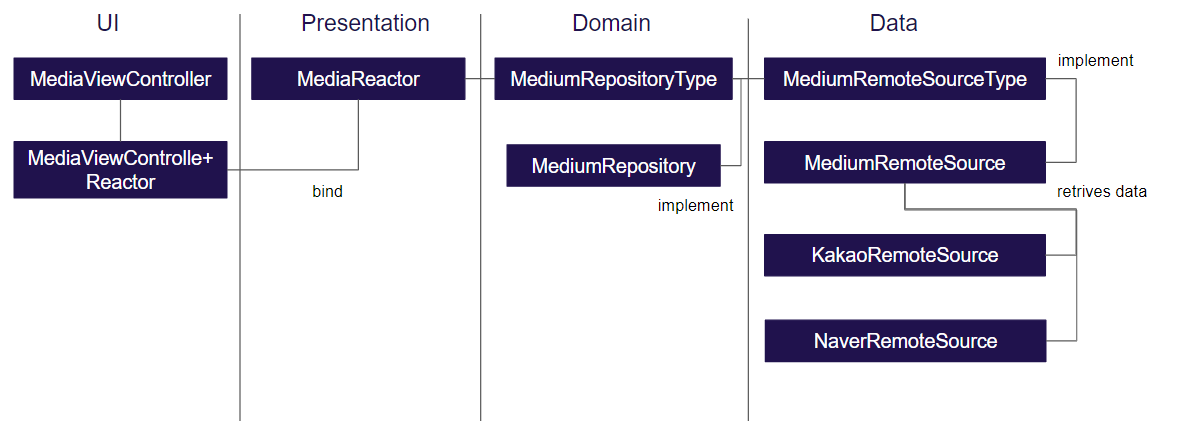 UI
Presentation
Domain
Data
MediaViewController
MediaReactor
MediumRepositoryType
MediumRemoteSourceType
implement
MediaViewControlle+
Reactor
bind
MediumRepository
implement
MediumRemoteSource
retrives data
KakaoRemoteSource
NaverRemoteSource